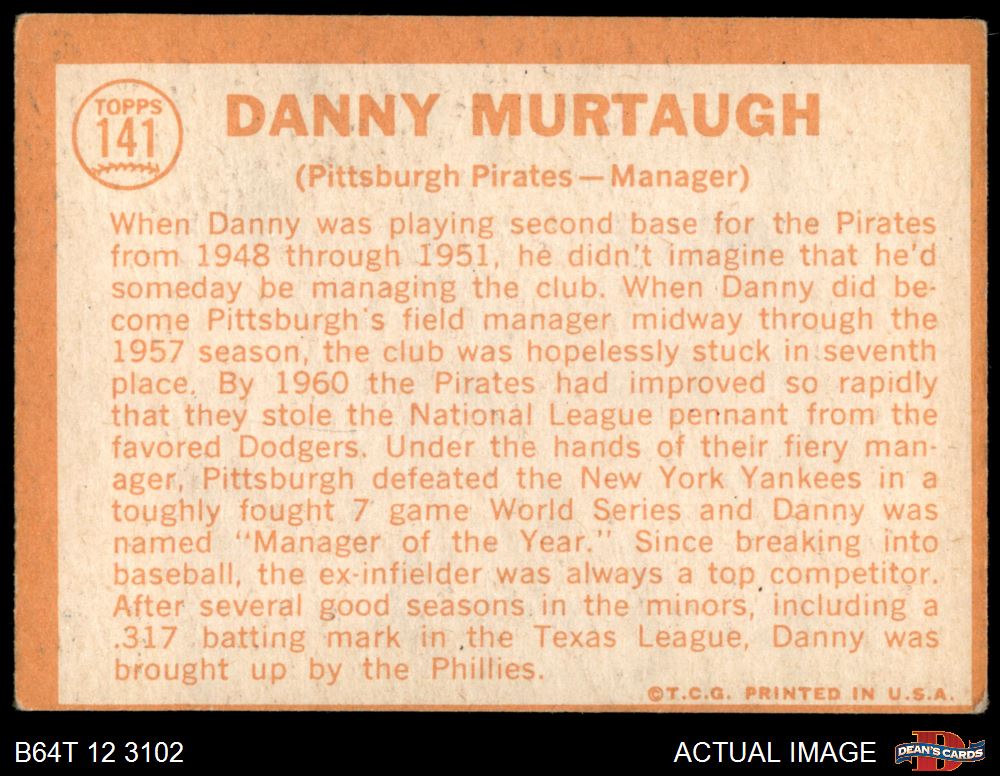 TOPPS
141
DANNY MURTAUGH
(Pittsburgh Pirates—Manager)
When Danny was playing second base for the Pirates
from 1948 through 1951, he didn't imagine that he'd
someday be managing the club. When Danny did be-
come Pittsburgh's field manager midway through the
1957 season, the club was hopelessly stuck in seventh
place. By 1960 the Pirates had improved so rapidly
that they stole the National League pennant from the
favored Dodgers. Under the hands of their fiery man-
ager, Pittsburgh defeated the New York Yankees in a
toughly fought 7 game World Series and Danny was
named "Manager of the Year." Since breaking into
baseball, the ex-infielder was always a top competitor.
After several good seasons in the minors, including a
.317 batting mark in the Texas League, Danny was
brought up by the Phillies.
©T.C.G. PRINTED IN U.S.A.
B64T 12 3102
ACTUAL IMAGE
D
DEAN'S CARDS